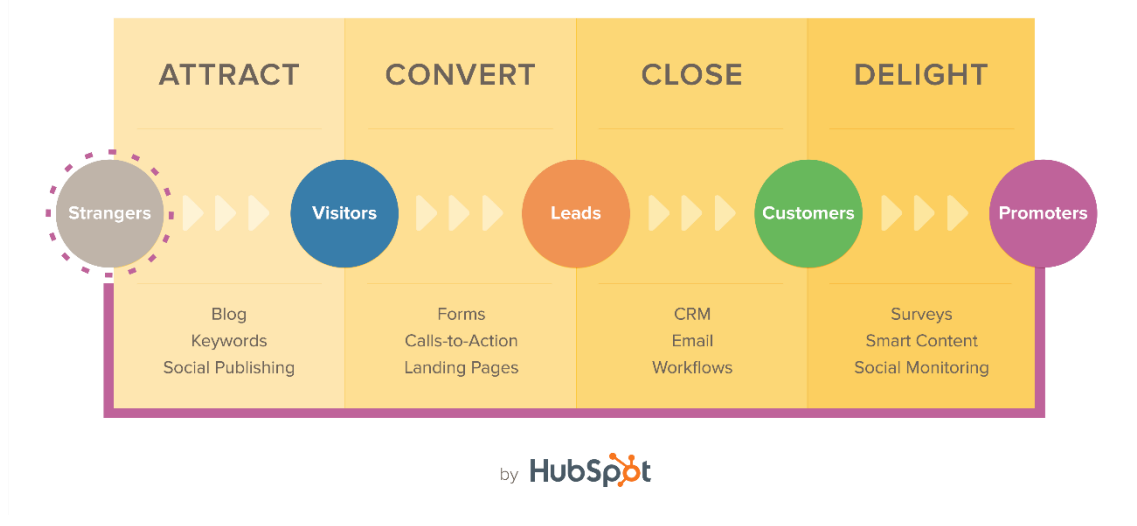 ATTRACT
CONVERT
CLOSE
DELIGHT
Strangers
Visitors
Leads
Customers
Promoters
Blog
Keywords
Social Publishing
Forms
Calls-to-Action
Landing Pages
CRM
Email
Workflows
Surveys
Smart Content
Social Monitoring
by HubSpot